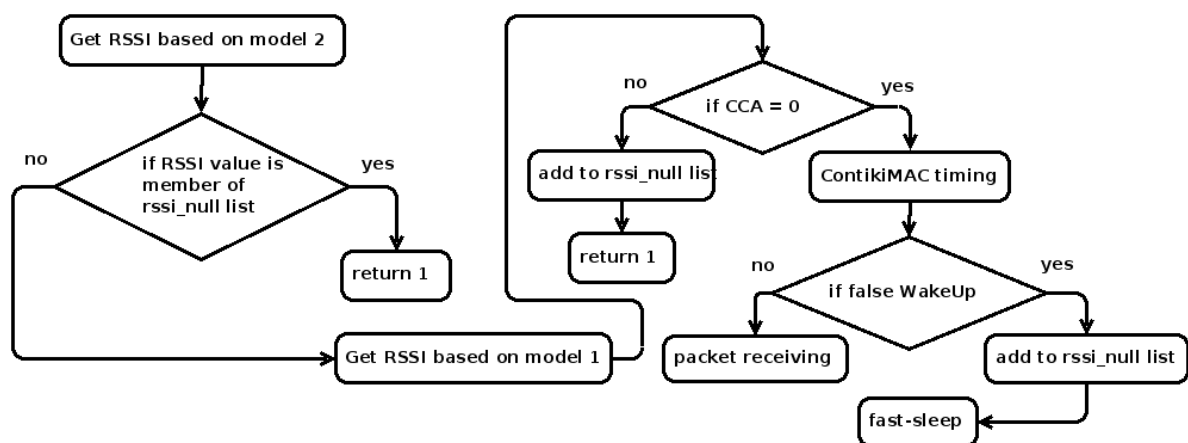 Get RSSI based on model 2
no
if RSSI value is
member of
rssi_null list
yes
return 1
Get RSSI based on model 1
no
if CCA = 0
yes
add to rssi_null list
return 1
ContikiMAC timing
no
if false WakeUp
yes
packet receiving
add to rssi_null list
fast-sleep